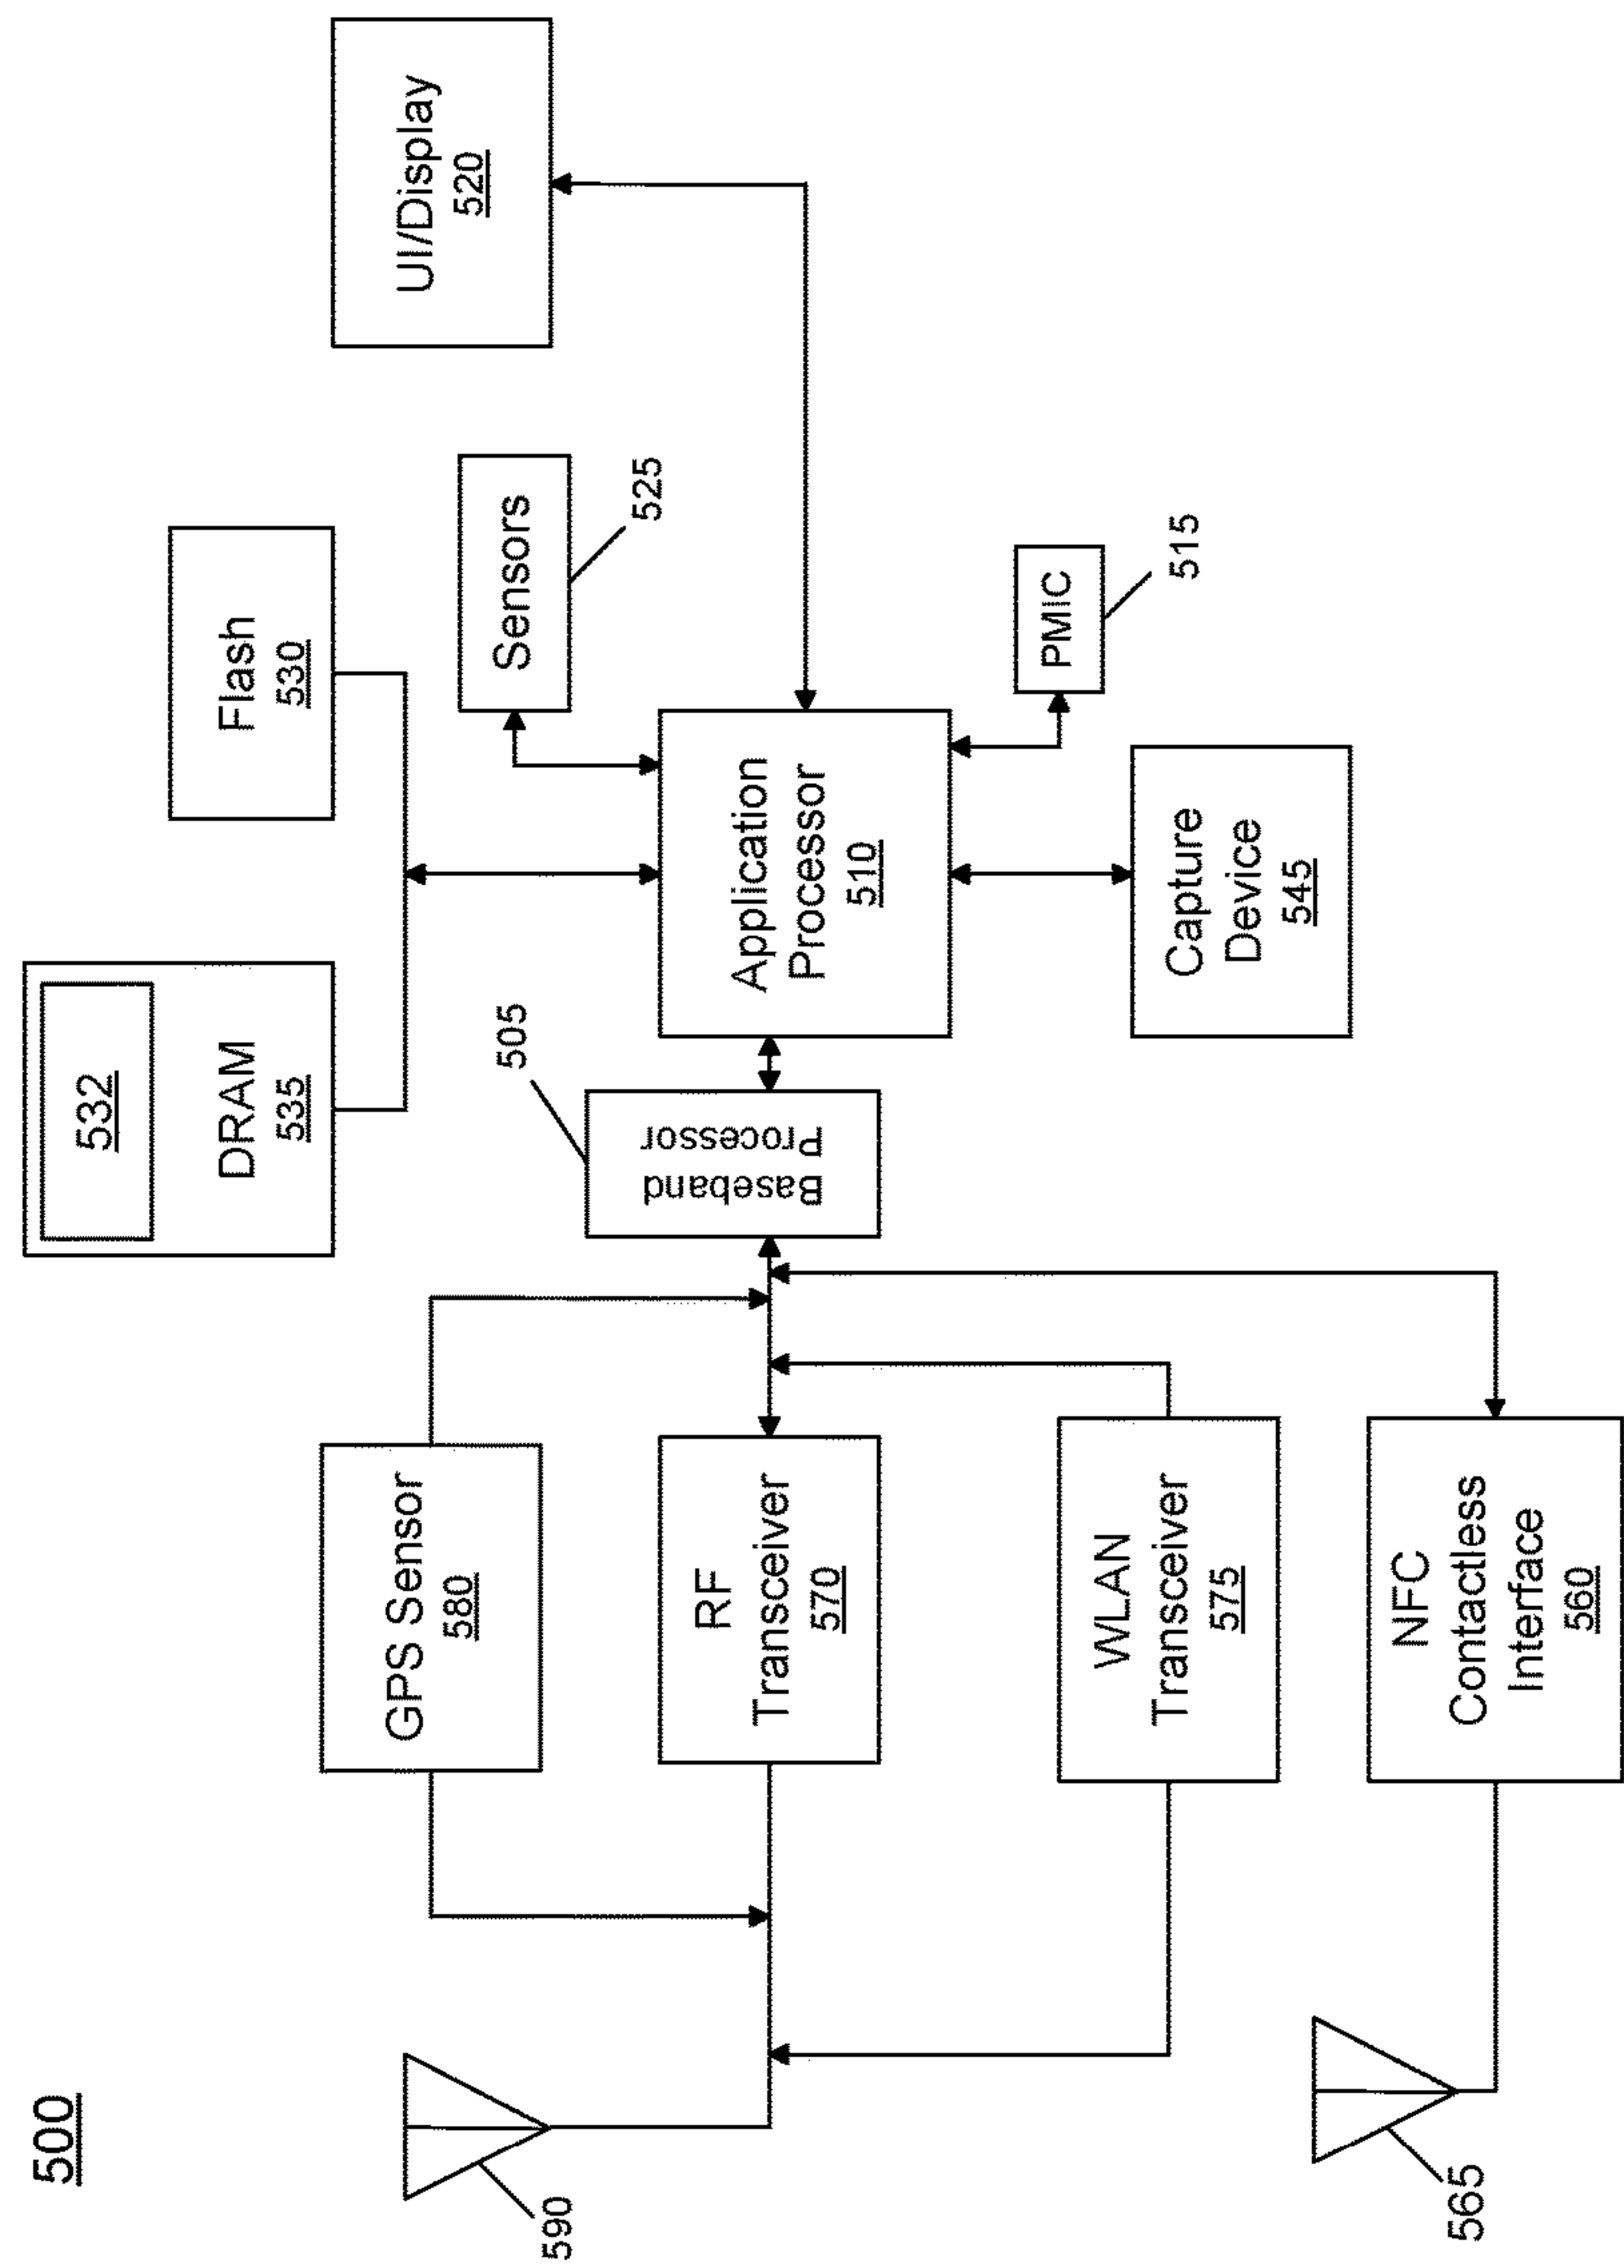 500
532
DRAM
535
Flash
530
UI/Display
520
Sensors
525
505
Baseband
Processor
Application
Processor
510
PMIC
515
Capture
Device
545
GPS Sensor
580
RF
Transceiver
570
WLAN
Transceiver
575
NFC
Contactless
Interface
560
590
565